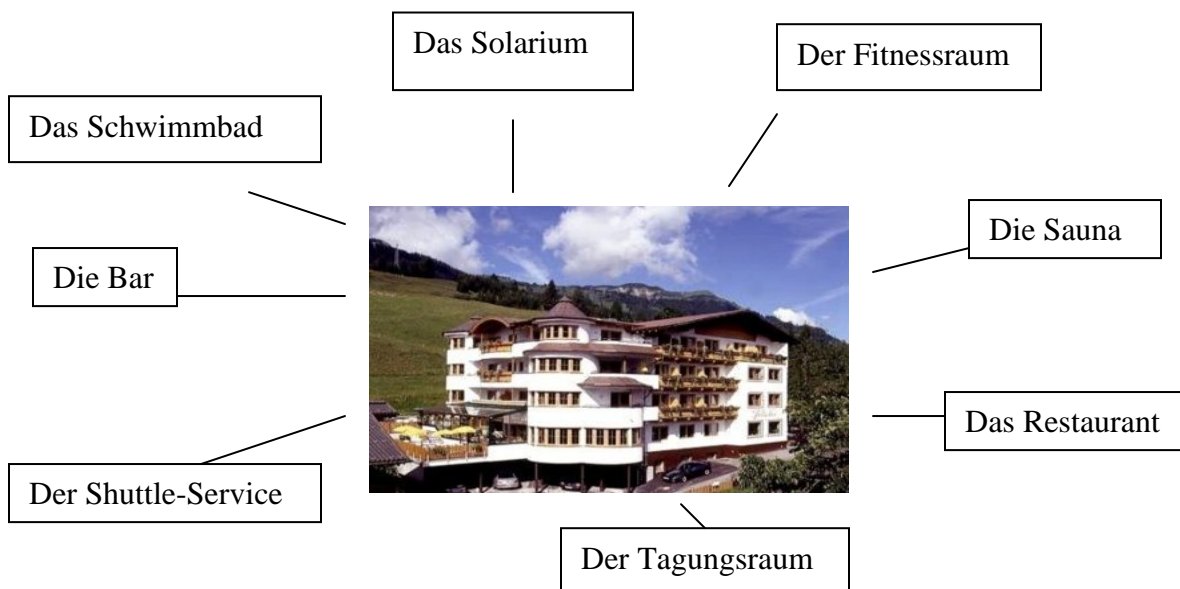 Das Solarium
Der Fitnessraum
Das Schwimmbad
Die Sauna
Die Bar
Das Restaurant
Der Shuttle-Service
Der Tagungsraum